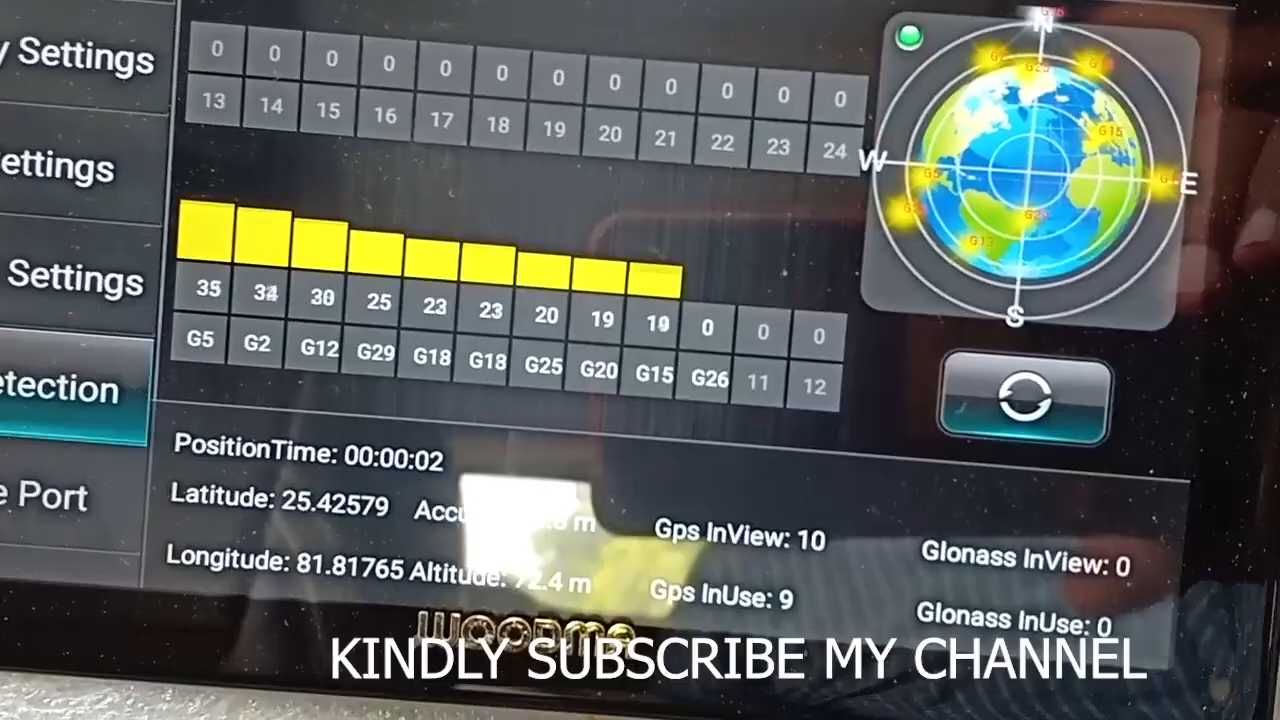 y Settings
0 0 0 0 0 0 0 0 0 0 0 0
13 14 15 16 17 18 19 20 21 22 23 24
ettings
Settings
35 34 30 25 23 23 20 19 0 0 0
G5 G2 G12 G29 G18 G18 G25 G20 G15 G26 11 12
N
W
E
S
G15
G13
etection
PositionTime: 00:00:02
e Port
Latitude: 25.42579 m
Gps InView: 10
Glonass InView: 0
Longitude: 81.81765 Altitude: m
Gps InUse: 9
Glonass InUse: 0
WOODMAN
KINDLY SUBSCRIBE MY CHANNEL